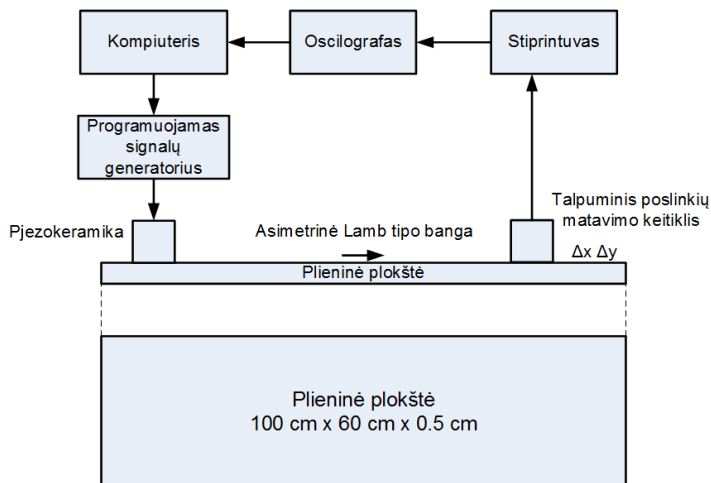 Kompiuteris
Oscilografas
Stiprintuvas
Programuojamas
signalų
generatorius
Pjezokeramika
Asimetrinė Lamb tipo banga
Talpuminis poslinkių
matavimo keitiklis
Δx Δy
Plieninė plokštė
Plieninė plokštė
100 cm x 60 cm x 0.5 cm